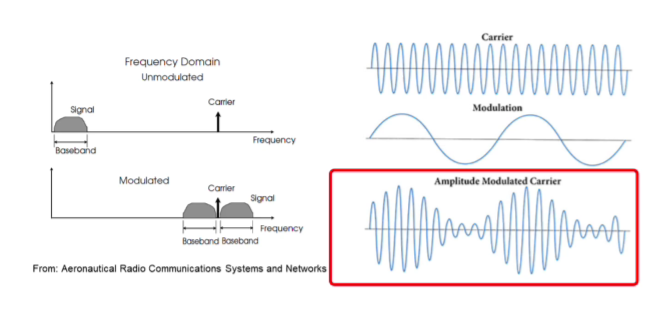 Frequency Domain
Unmodulated
Signal
Carrier
Frequency
Baseband
Modulated
Carrier
Signal
Frequency
Baseband Baseband
From: Aeronautical Radio Communications Systems and Networks
Carrier
Modulation
Amplitude Modulated Carrier